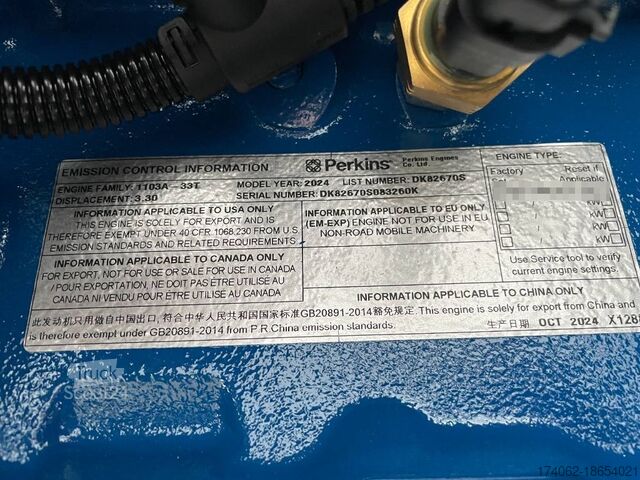 EMISSION CONTROL INFORMATION
Perkins
Perkins Engines Co. Ltd.
ENGINE FAMILY: 1103A - 33T
MODEL YEAR: 2024 LIST NUMBER: DK82670S
DISPLACEMENT: 3.30
SERIAL NUMBER: DK82670S083260K
INFORMATION APPLICABLE TO USA ONLY
THIS ENGINE IS SOLELY FOR EXPORT AND IS
THEREFORE EXEMPT UNDER 40 CFR 1068.230 FROM U.S
EMISSION STANDARDS AND RELATED REQUIREMENTS.
INFORMATION APPLICABLE TO EU ONLY
(EM-EXP) ENGINE NOT FOR USE IN EU
NON-ROAD MOBILE MACHINERY.
INFORMATION APPLICABLE TO CANADA ONLY
FOR EXPORT, NOT FOR USE OR SALE FOR USE IN CANADA
/ POUR EXPORTATION, NE DOIT PAS ÊTRE UTILISÉ AU
CANADA NI VENDU POUR ÊTRE UTILISÉ AU CANADA
ENGINE TYPE:
Factory
Reset if
Applicable
/ kW
/ kW
/ kW
Use Service tool to verify
current engine settings.
INFORMATION APPLICABLE TO CHINA ONLY
此发动机只用做自中国出口, 符合中华人民共和国国家标准GB20891-2014豁免规定. This engine is solely for export from China and
is therefore exempt under GB20891-2014 from P.R.China emission standards.
生产日期 OCT 2024
Truck
174062-18654021